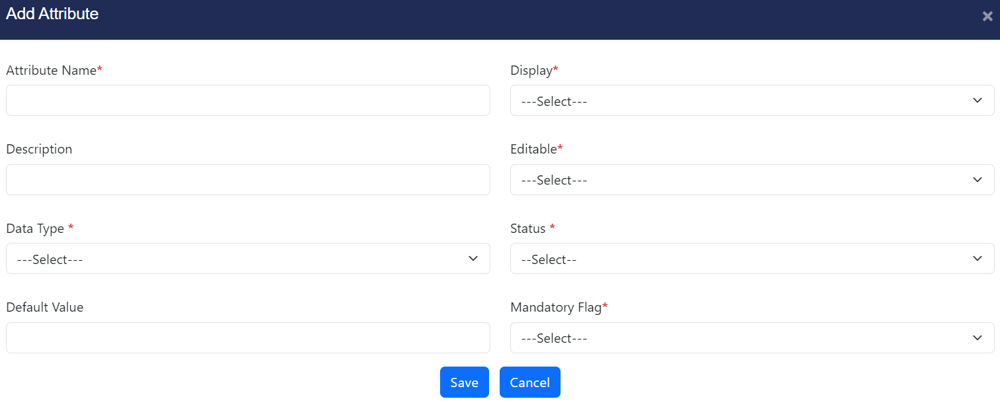 Add Attribute
Attribute Name* Display*
---Select---
Description Editable*
---Select---
Data Type * Status *
---Select--- --Select--
Default Value Mandatory Flag*
---Select---
Save Cancel